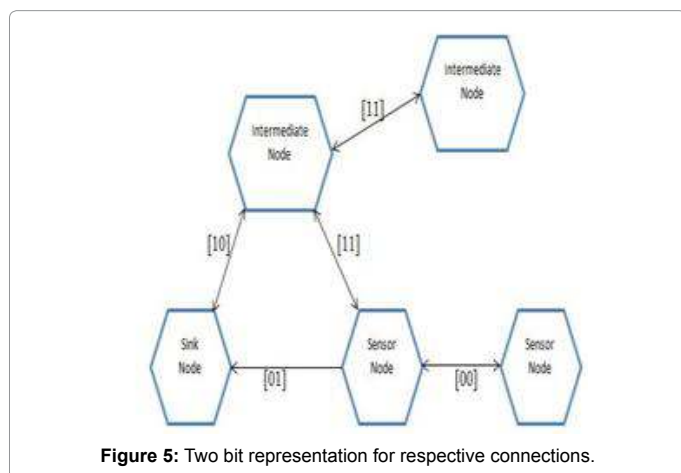 Intermediate
Node
[11]
Intermediate
Node
[10]
[11]
Sink
Node
[01]
Sensor
Node
[00]
Sensor
Node
Figure 5: Two bit representation for respective connections.